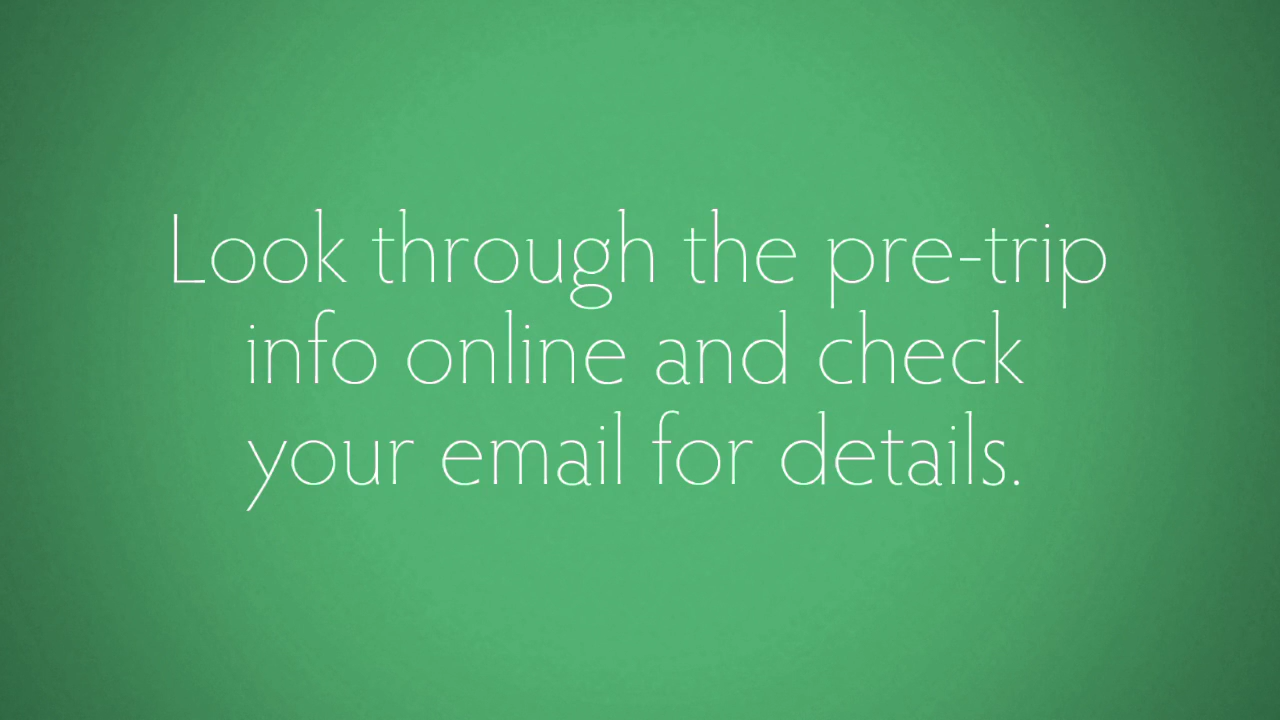 Look through the pre-trip
info online and check
your email for details.